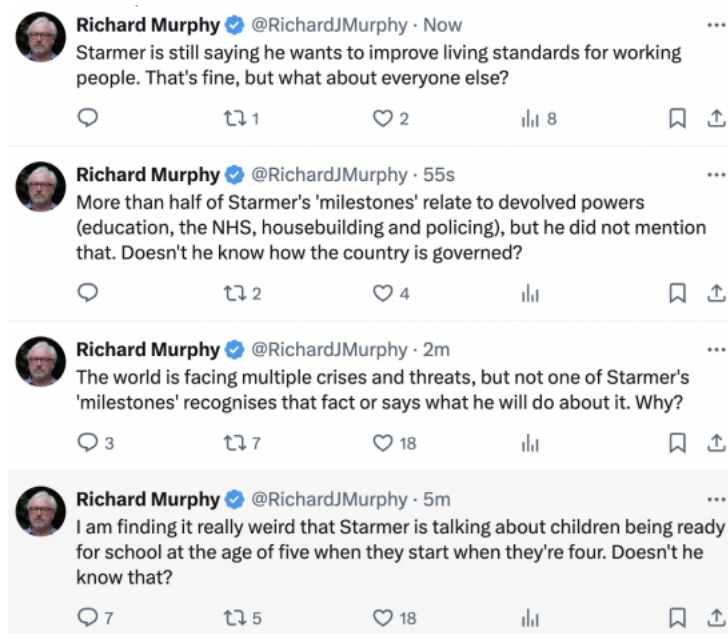 Richard Murphy @RichardJMurphy · Now
Starmer is still saying he wants to improve living standards for working
people. That's fine, but what about everyone else?
1 2 8
Richard Murphy @RichardJMurphy · 55s
More than half of Starmer's 'milestones' relate to devolved powers
(education, the NHS, housebuilding and policing), but he did not mention
that. Doesn't he know how the country is governed?
2 4
Richard Murphy @RichardJMurphy · 2m
The world is facing multiple crises and threats, but not one of Starmer's
'milestones' recognises that fact or says what he will do about it. Why?
3 7 18
Richard Murphy @RichardJMurphy · 5m
I am finding it really weird that Starmer is talking about children being ready
for school at the age of five when they start when they're four. Doesn't he
know that?
7 5 18